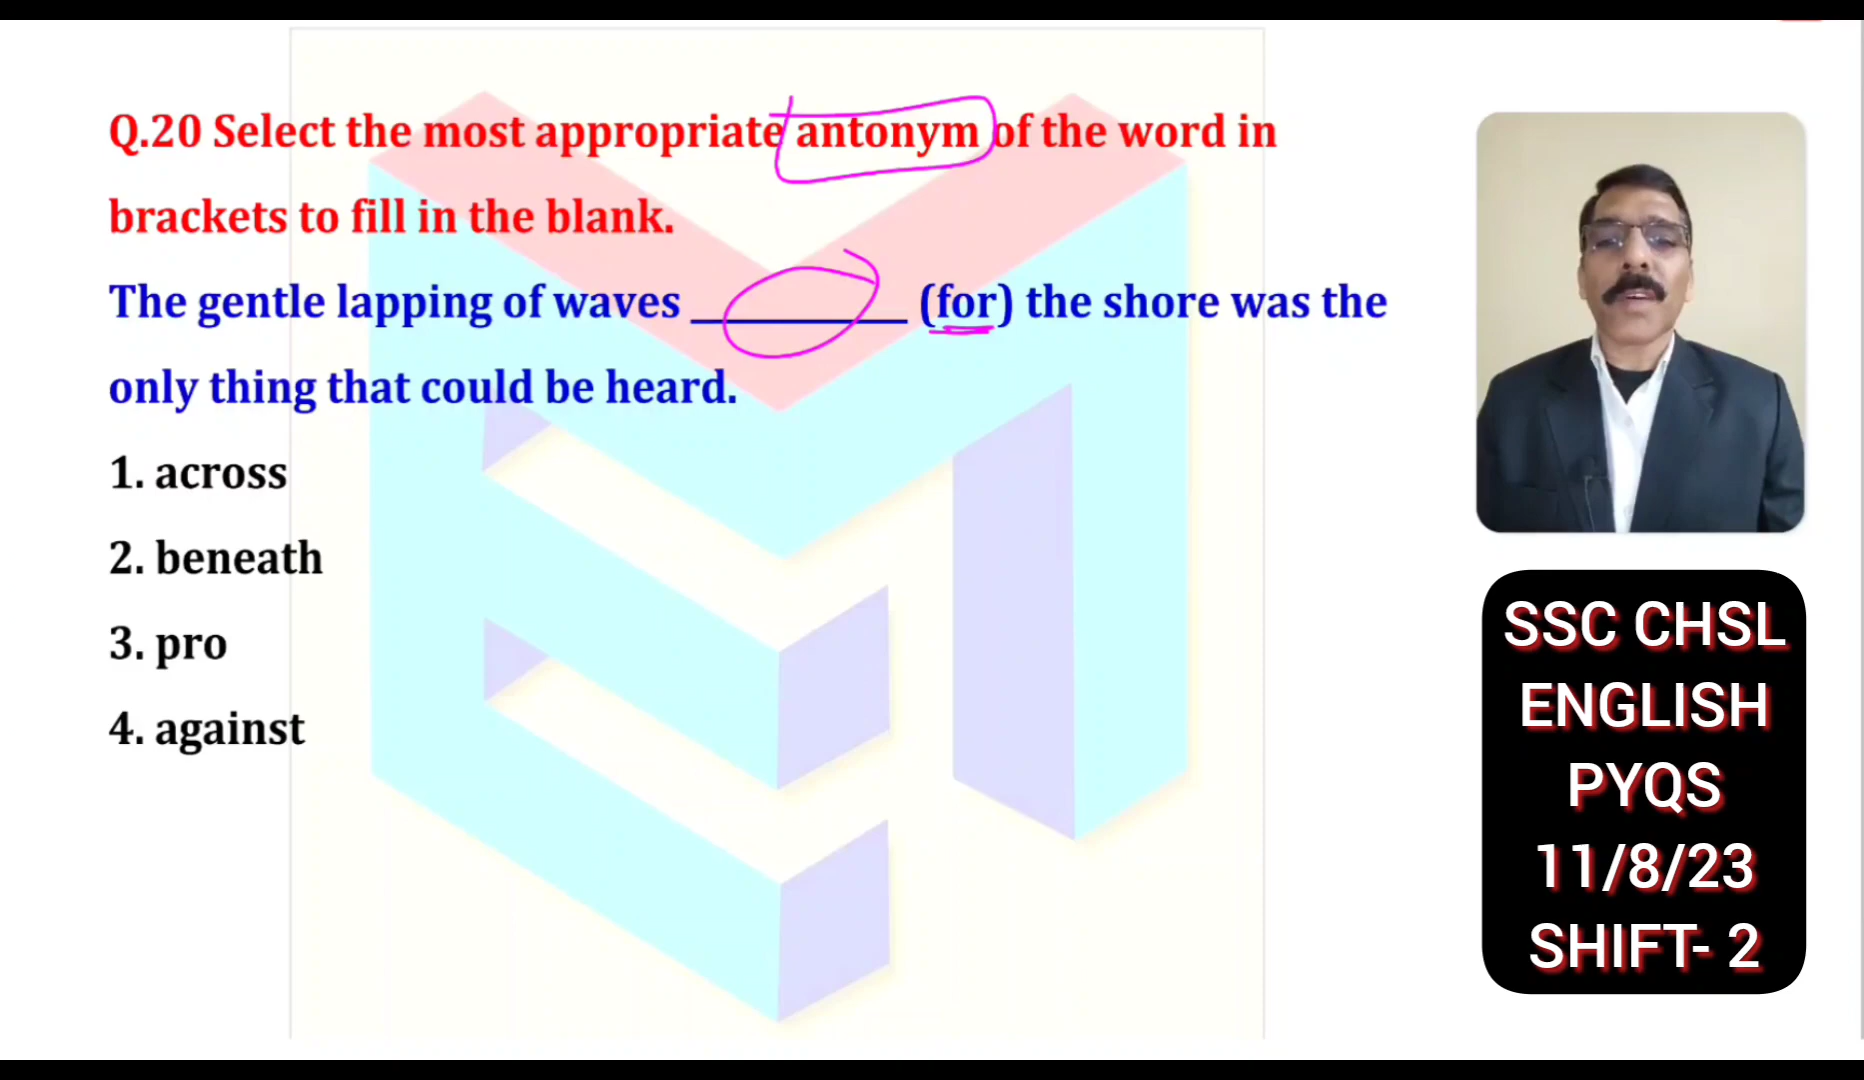 Q.20 Select the most appropriate antonym of the word in
brackets to fill in the blank.
The gentle lapping of waves __________ (for) the shore was the
only thing that could be heard.
1. across
2. beneath
3. pro
4. against
SSC CHSL
ENGLISH
PYQS
11/8/23
SHIFT- 2